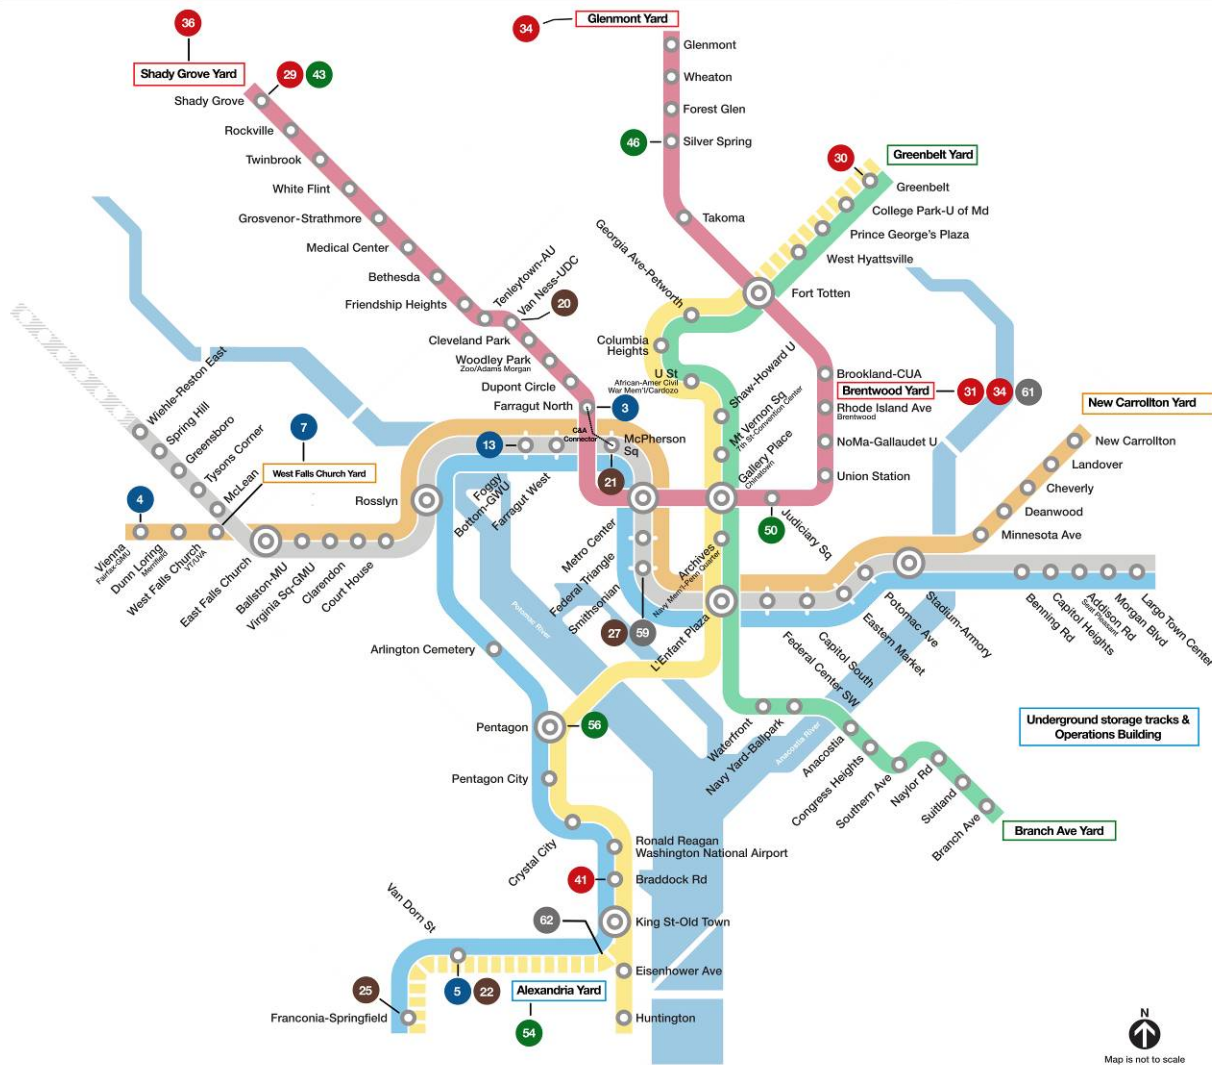 36
34
Glenmont Yard
Glenmont
Shady Grove Yard
29
43
Shady Grove
Wheaton
Forest Glen
Rockville
46
Silver Spring
Twinbrook
30
Greenbelt Yard
White Flint
Greenbelt
Grosvenor-Strathmore
Takoma
College Park-U of Md
Prince George's Plaza
Medical Center
West Hyattsville
Bethesda
Georgia Ave-Petworth
Tenleytown-AU
Van Ness-UDC
Fort Totten
Friendship Heights
20
Cleveland Park
Columbia
Heights
Woodley Park
Zoo/Adams Morgan
U St
African-Amer Civil
War Mem'l/Cardozo
Shaw-Howard U
Brookland-CUA
Dupont Circle
Brentwood Yard
31
34
61
Farragut North
3
Rhode Island Ave
Brentwood
New Carrollton Yard
Wiehle-Reston East
Spring Hill
Greensboro
Tysons Corner
McLean
7
West Falls Church Yard
13
C&A
Connector
McPherson
Sq
21
Mt Vernon Sq
7th St-Convention Center
Gallery Place
Chinatown
NoMa-Gallaudet U
Union Station
New Carrollton
Landover
Cheverly
Deanwood
Minnesota Ave
4
Rosslyn
Foggy
Bottom-GWU
Farragut West
50
Judiciary Sq
Vienna
Fairfax-GMU
Dunn Loring
Merrifield
West Falls Church
VT/UVA
East Falls Church
Ballston-MU
Virginia Sq-GMU
Clarendon
Court House
Metro Center
Federal Triangle
Smithsonian
Archives
Navy Mem'l-Penn Quarter
27
59
L'Enfant Plaza
Potomac River
Federal Center SW
Capitol South
Eastern Market
Potomac Ave
Stadium-Armory
Benning Rd
Capitol Heights
Addison Rd
Seat Pleasant
Morgan Blvd
Largo Town Center
Arlington Cemetery
Pentagon
56
Underground storage tracks &
Operations Building
Waterfront
Navy Yard-Ballpark
Anacostia River
Anacostia
Congress Heights
Southern Ave
Naylor Rd
Suitland
Branch Ave
Pentagon City
Crystal City
Branch Ave Yard
Ronald Reagan
Washington National Airport
41
Braddock Rd
Van Dorn St
62
King St-Old Town
Eisenhower Ave
25
5
22
Alexandria Yard
Franconia-Springfield
54
Huntington
N
Map is not to scale